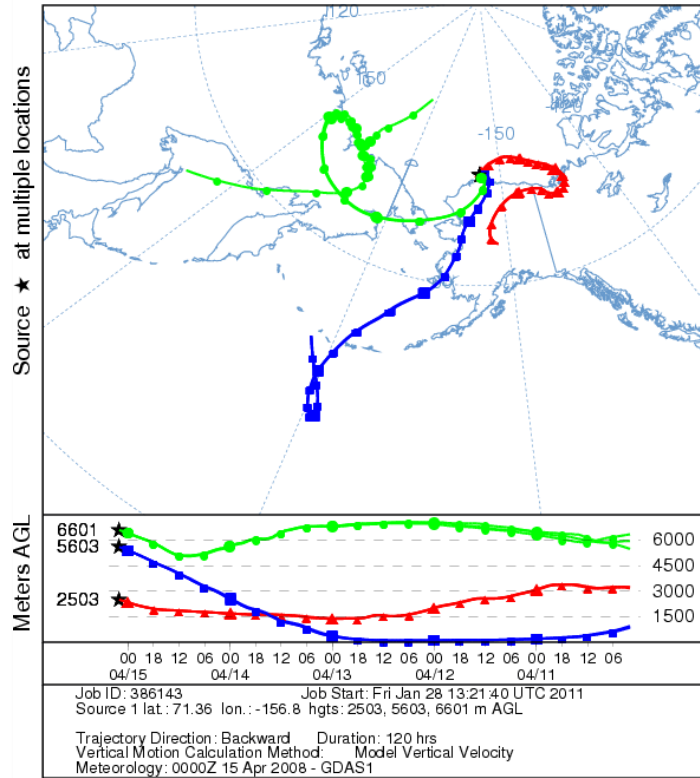 Source ★ at multiple locations
120
150
-150
Meters AGL
6601
5603
2503
6000
4500
3000
1500
00 18 12 06 00 18 12 06 00 18 12 06 00 18 12 06 00 18 12 06
04/15 04/14 04/13 04/12 04/11
Job ID: 386143 Job Start: Fri Jan 28 13:21:40 UTC 2011
Source 1 lat.: 71.36 lon.: -156.8 hgts: 2503, 5603, 6601 m AGL
Trajectory Direction: Backward Duration: 120 hrs
Vertical Motion Calculation Method: Model Vertical Velocity
Meteorology: 0000Z 15 Apr 2008 - GDAS1